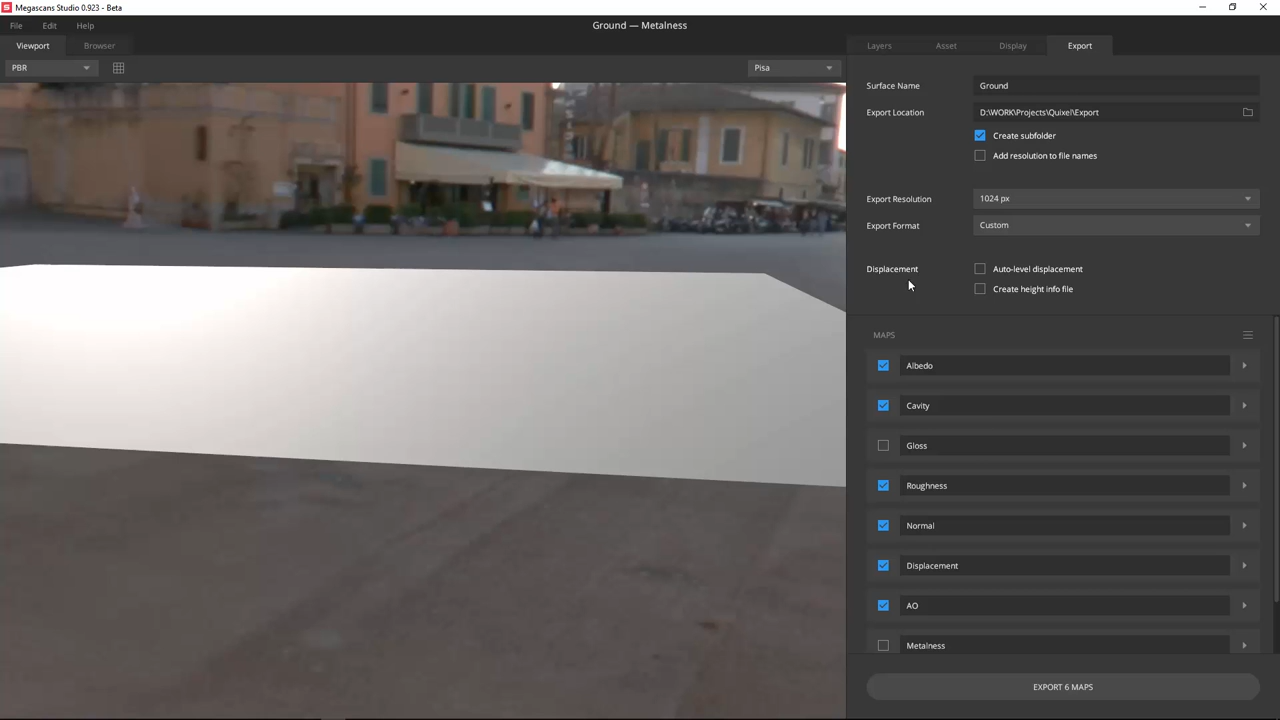 Megascans Studio 0.923 - Beta
File Edit Help
Ground — Metalness
Viewport Browser
Layers Asset Display Export
PBR
Pisa
Surface Name Ground
Export Location D:\WORK\Projects\Quixel\Export
Create subfolder
Add resolution to file names
Export Resolution 1024 px
Export Format Custom
Displacement Auto-level displacement
Create height info file
MAPS
Albedo
Cavity
Gloss
Roughness
Normal
Displacement
AO
Metalness
EXPORT 6 MAPS